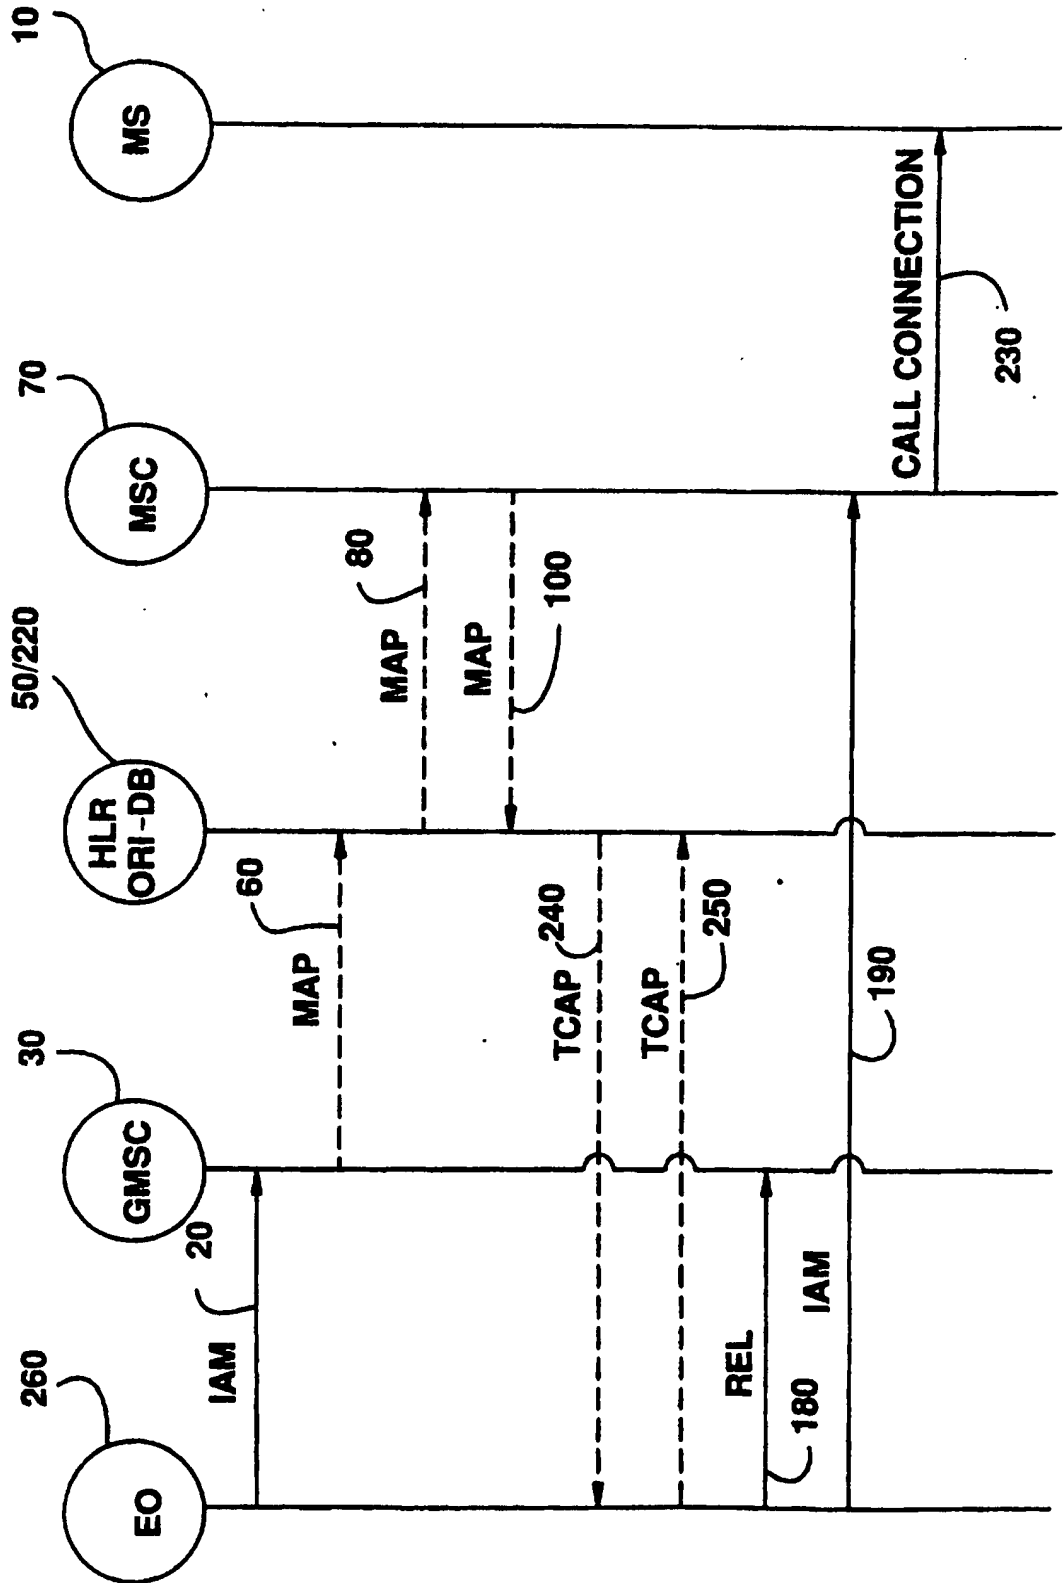 260
EO
30
GMSC
50/220
HLR
ORI-DB
70
MSC
10
MS
IAM
20
60
MAP
80
MAP
MAP
100
240
TCAP
TCAP
250
REL
180
IAM
190
CALL CONNECTION
230